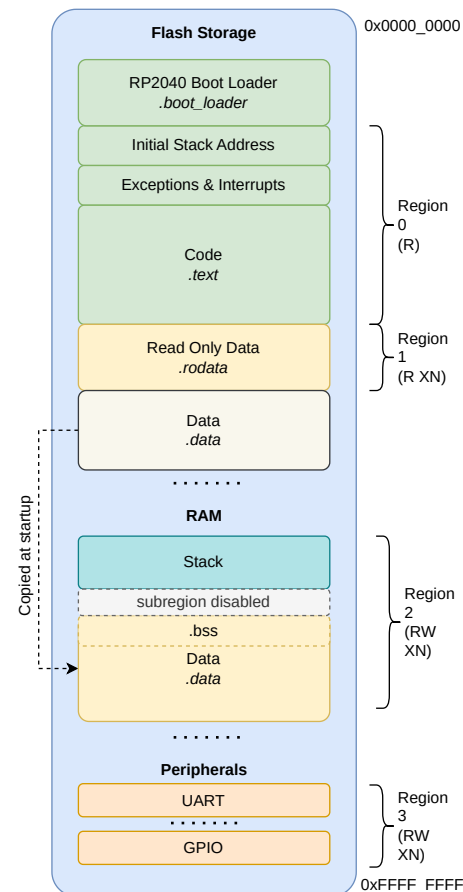 Flash Storage
0x0000_0000
RP2040 Boot Loader
.boot_loader
Initial Stack Address
Exceptions & Interrupts
Code
.text
Region
0
(R)
Read Only Data
.rodata
Region
1
(R XN)
Data
.data
. . . . . . .
Copied at startup
RAM
Stack
subregion disabled
.bss
Data
.data
Region
2
(RW
XN)
. . . . . . .
Peripherals
UART
. . . . . . .
GPIO
Region
3
(RW
XN)
0xFFFF_FFFF